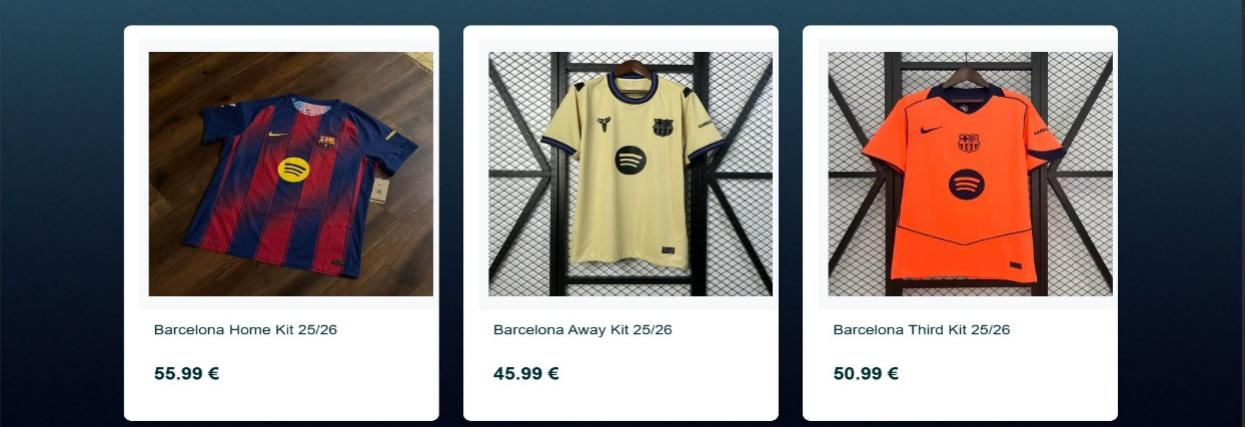 Barcelona Home Kit 25/26
55.99 €
Barcelona Away Kit 25/26
45.99 €
Barcelona Third Kit 25/26
50.99 €